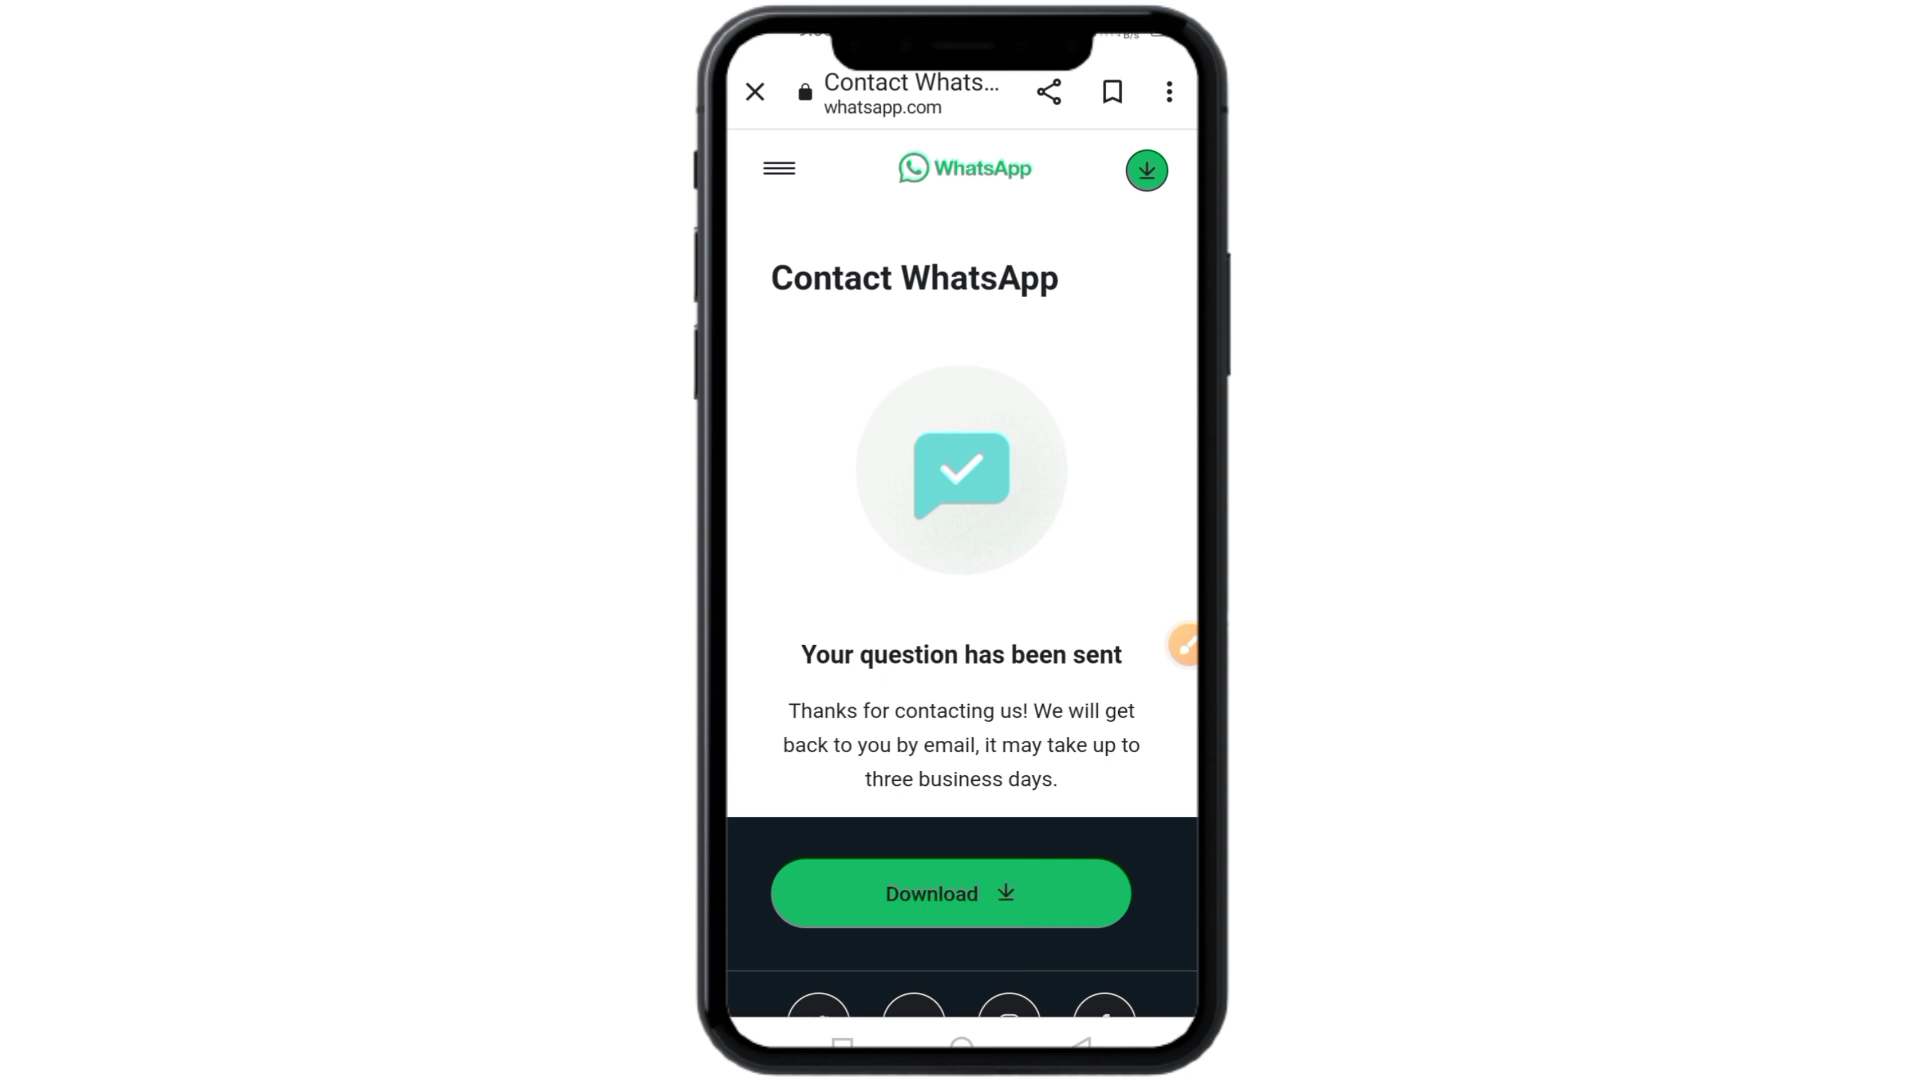 Contact Whats...
whatsapp.com
WhatsApp
Contact WhatsApp
Your question has been sent
Thanks for contacting us! We will get
back to you by email, it may take up to
three business days.
Download